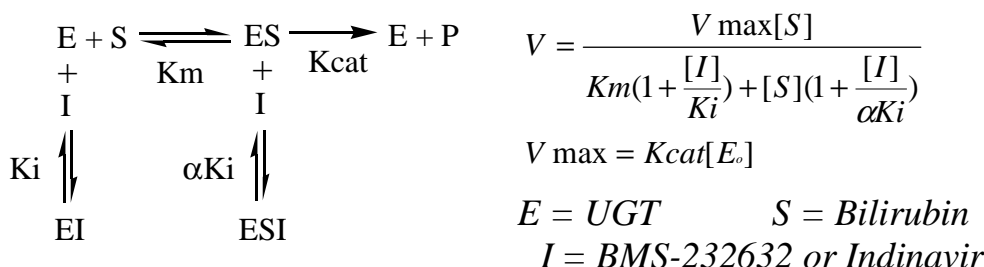 E + S ⇌ ES → E + P
Km Kcat
+ +
I I
Ki αKi
EI ESI
V = Vmax[S] / (Km(1 + [I]/Ki) + [S](1 + [I]/αKi))
Vmax = Kcat[Eo]
E = UGT S = Bilirubin
I = BMS-232632 or Indinavir